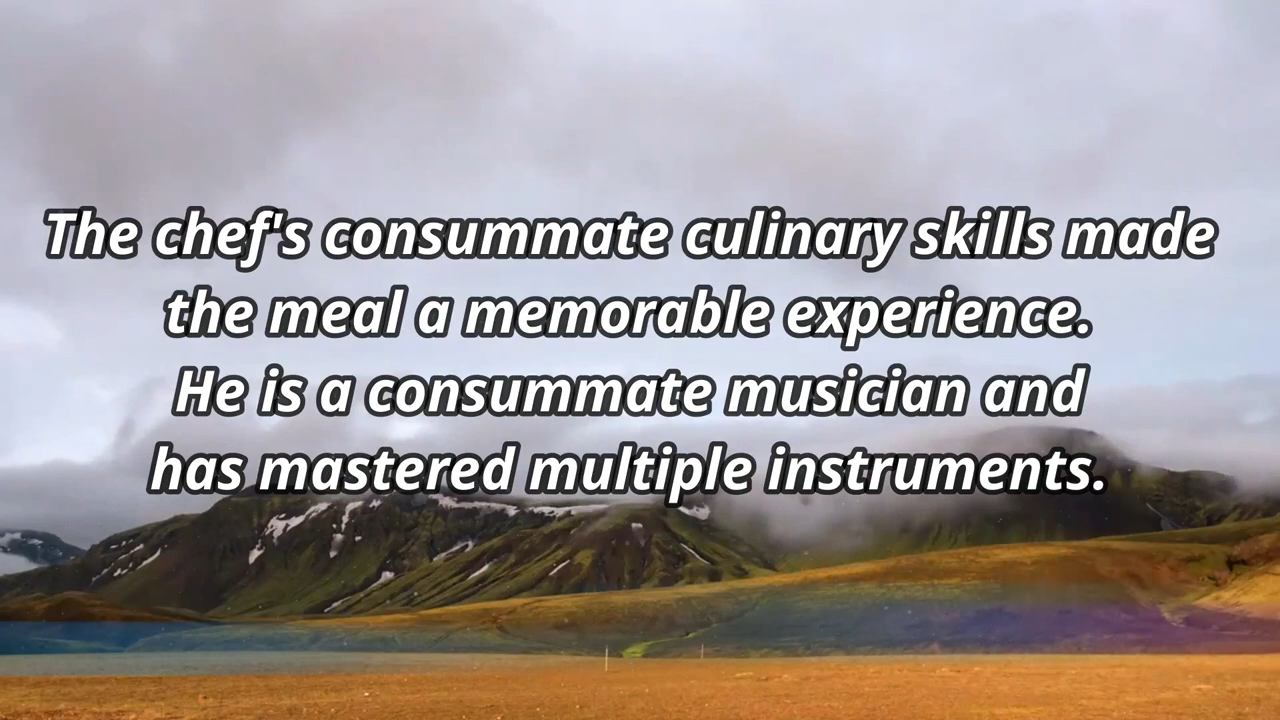 The chef's consummate culinary skills made
the meal a memorable experience.
He is a consummate musician and
has mastered multiple instruments.